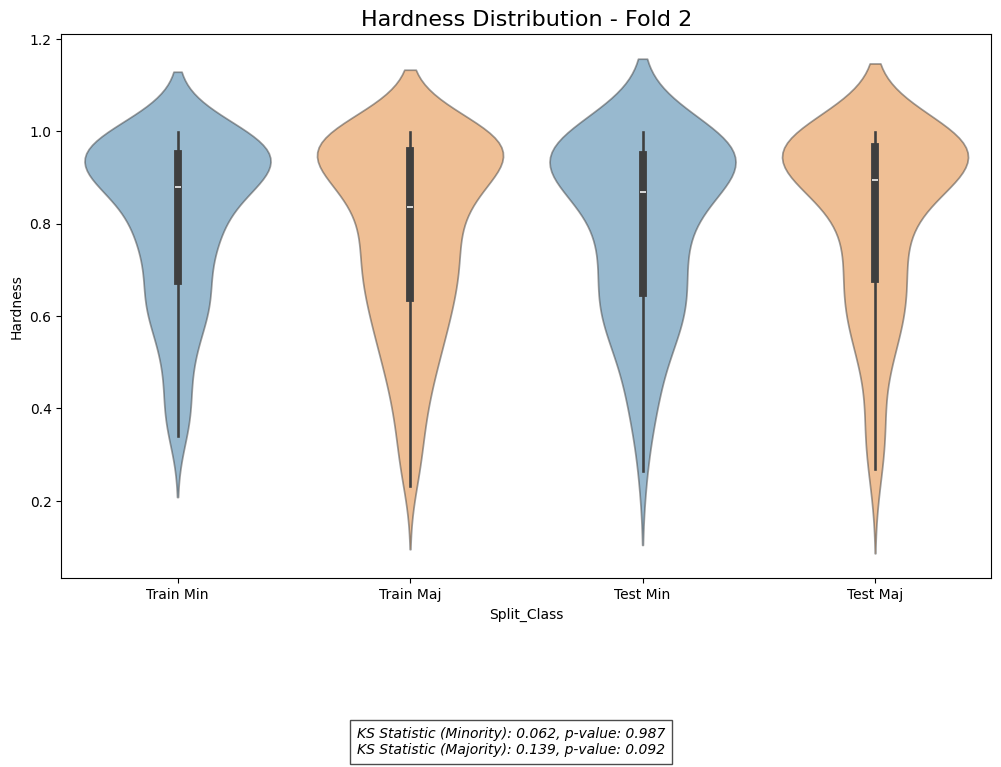 Hardness Distribution - Fold 2
1.2
1.0
0.8
0.6
0.4
0.2
Hardness
Train Min
Train Maj
Test Min
Test Maj
Split_Class
KS Statistic (Minority): 0.062, p-value: 0.987
KS Statistic (Majority): 0.139, p-value: 0.092